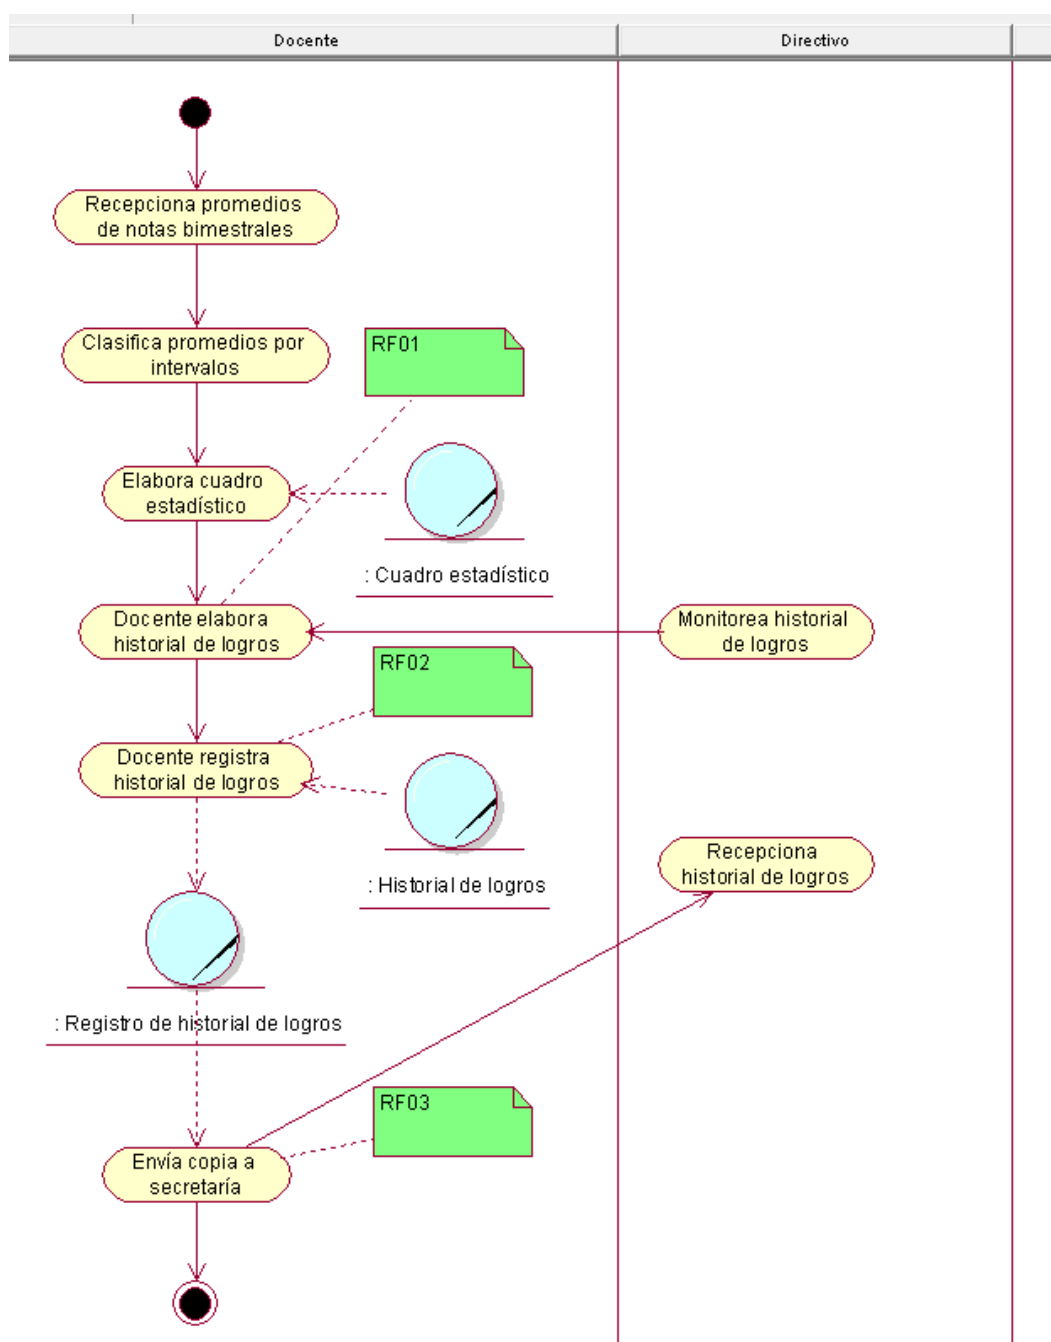 Docente
Directivo
Recepciona promedios
de notas bimestrales
Clasifica promedios por
intervalos
RF01
Elabora cuadro
estadístico
: Cuadro estadístico
Docente elabora
historial de logros
Monitorea historial
de logros
RF02
Docente registra
historial de logros
: Historial de logros
Recepciona
historial de logros
: Registro de historial de logros
RF03
Envía copia a
secretaría